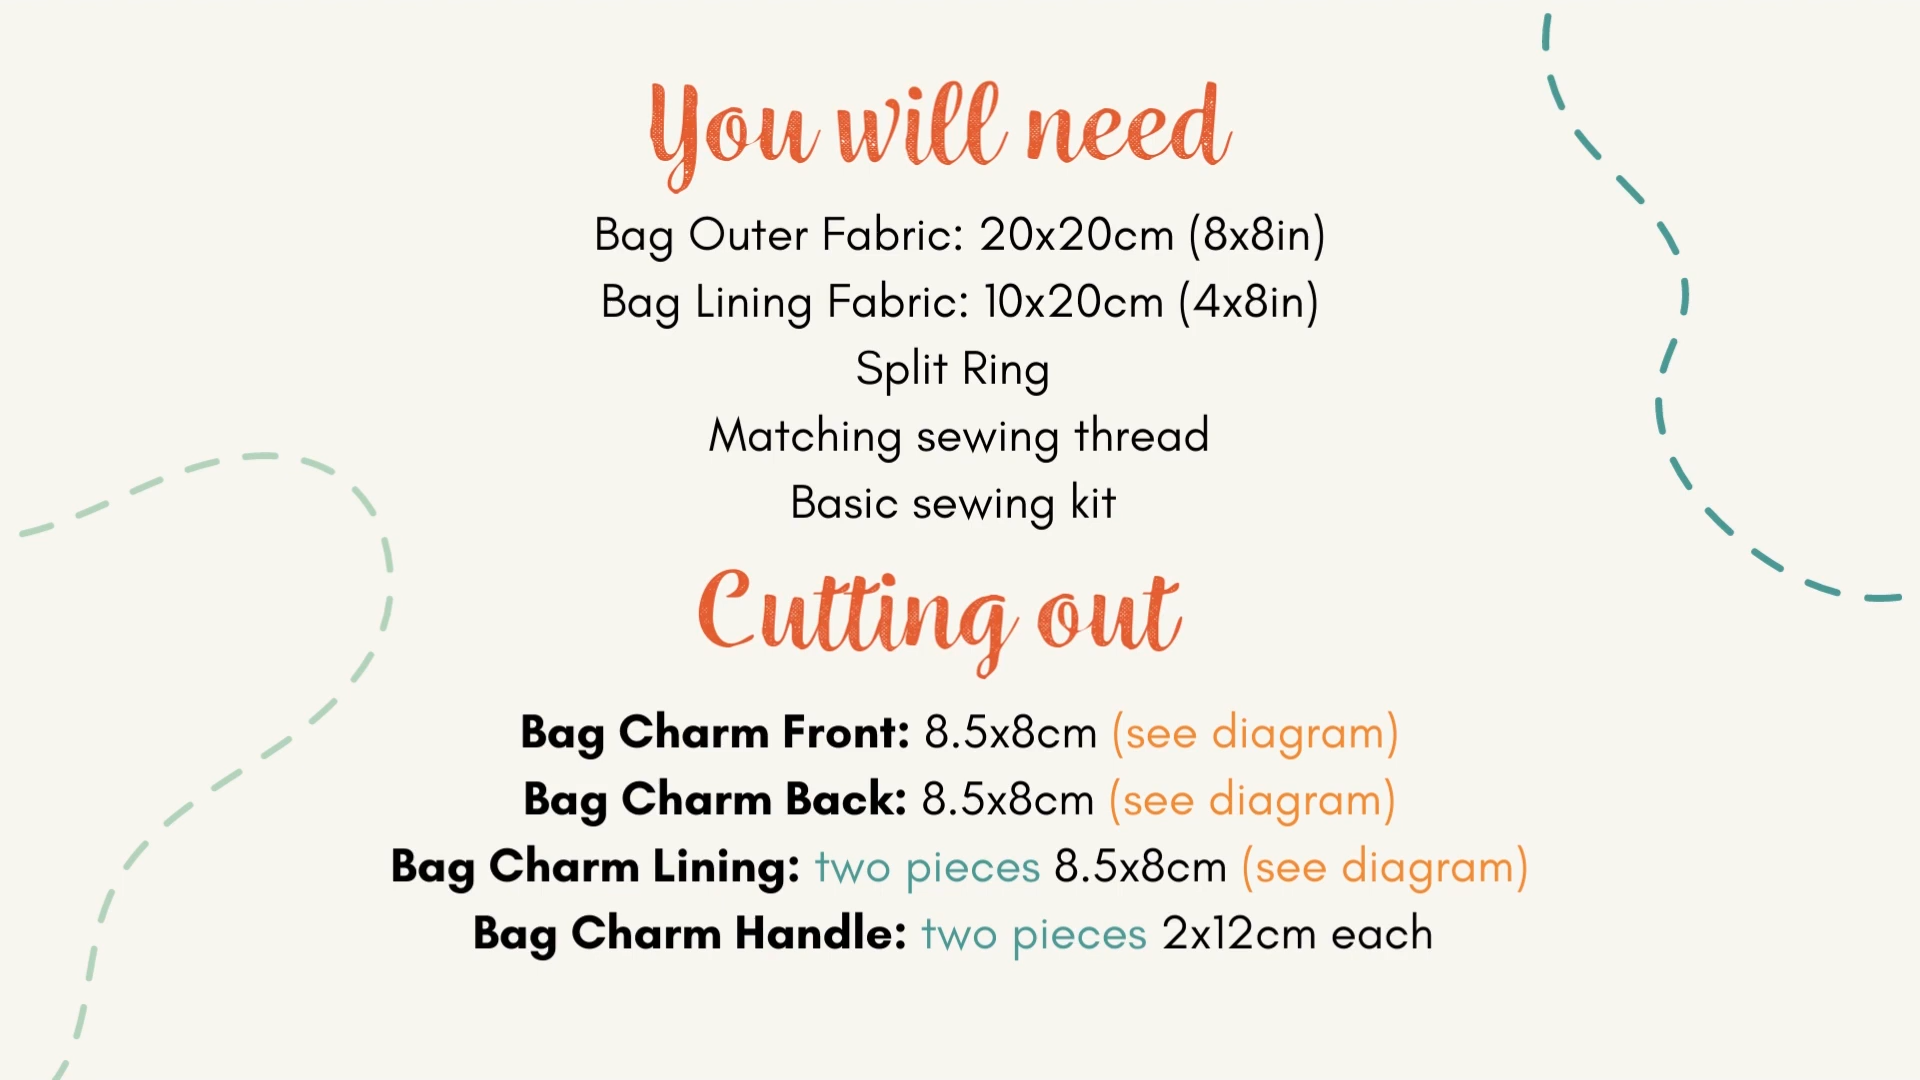 You will need
Bag Outer Fabric: 20x20cm (8x8in)
Bag Lining Fabric: 10x20cm (4x8in)
Split Ring
Matching sewing thread
Basic sewing kit
Cutting out
Bag Charm Front: 8.5x8cm (see diagram)
Bag Charm Back: 8.5x8cm (see diagram)
Bag Charm Lining: two pieces 8.5x8cm (see diagram)
Bag Charm Handle: two pieces 2x12cm each